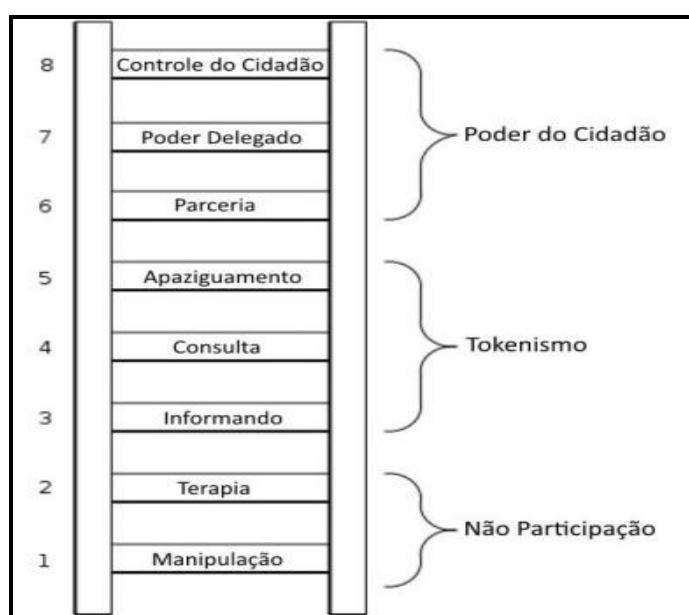 8 Controle do Cidadão
7 Poder Delegado
Poder do Cidadão
6 Parceria
5 Apaziguamento
4 Consulta
Tokenismo
3 Informando
2 Terapia
Não Participação
1 Manipulação